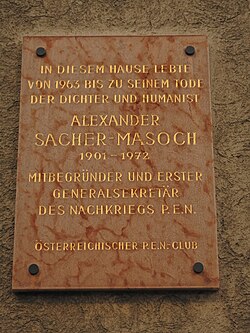 IN DIESEM HAUSE LEBTE
VON 1963 BIS ZU SEINEM TODE
DER DICHTER UND HUMANIST
ALEXANDER
SACHER-MASOCH
1901-1972
MITBEGRÜNDER UND ERSTER
GENERALSEKRETÄR
DES NACHKRIEGS P.E.N.
ÖSTERREICHISCHER P.E.N.-CLUB